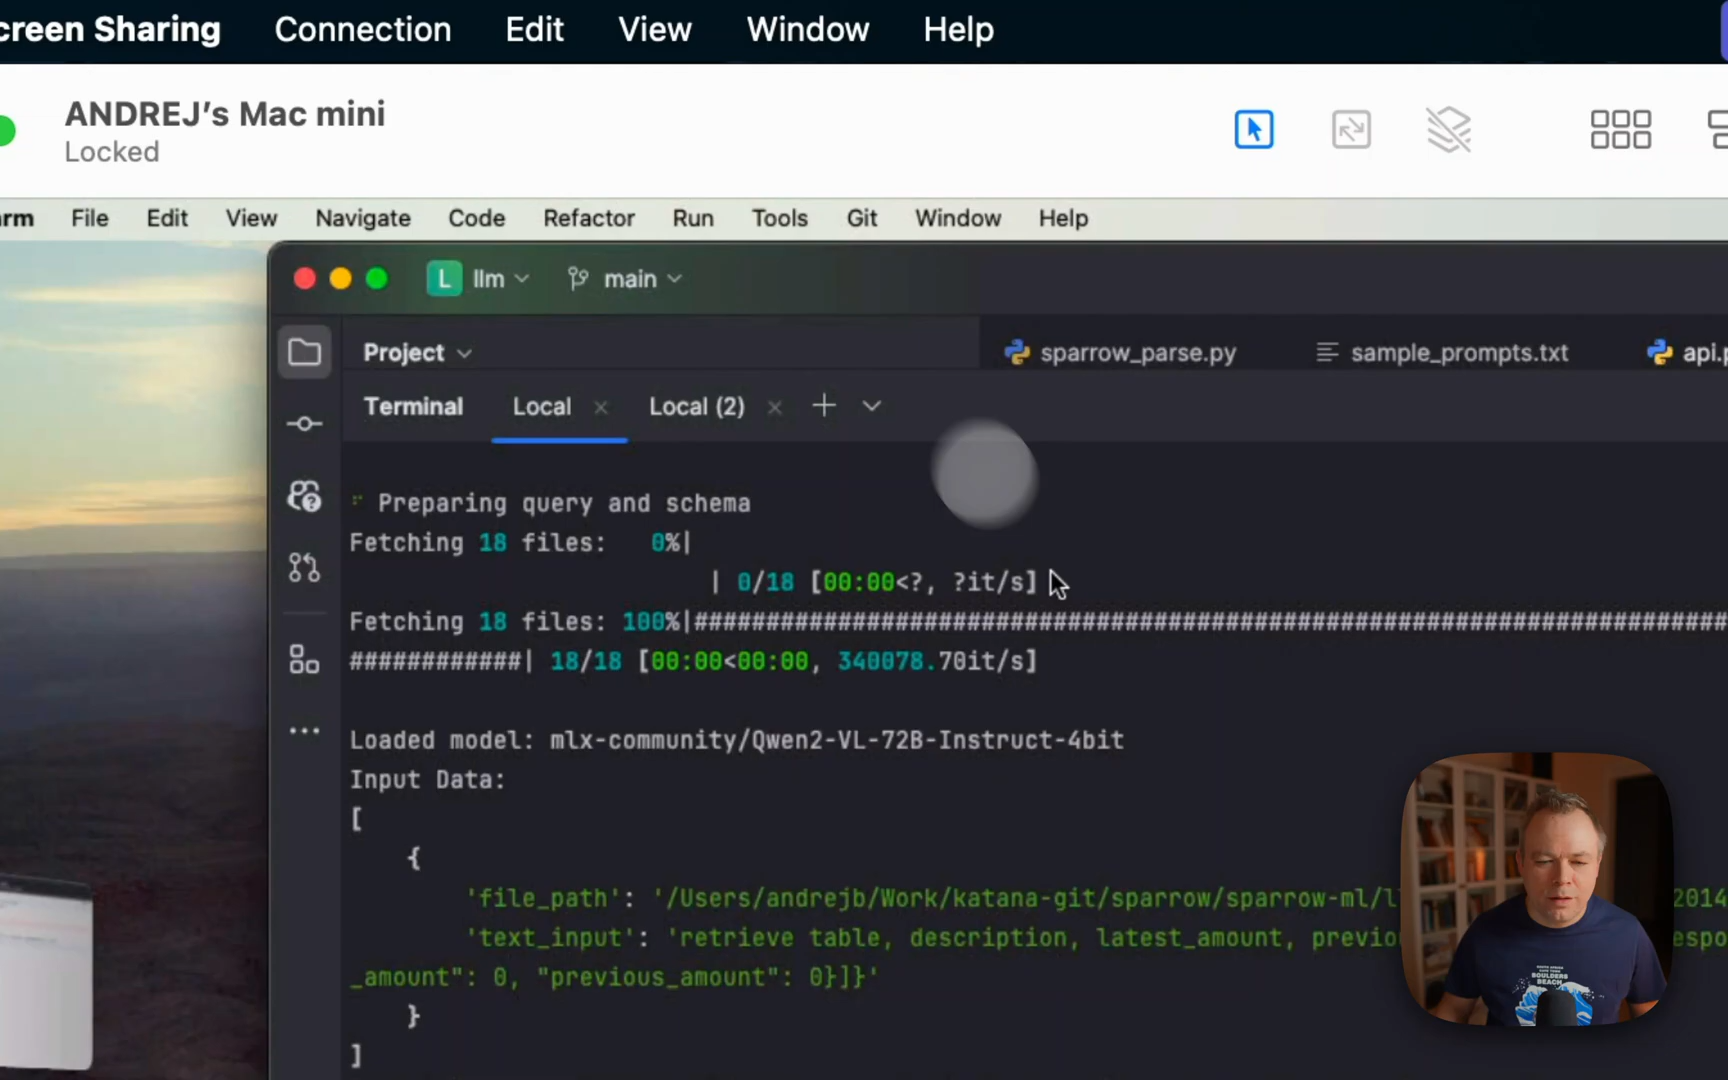 creen Sharing Connection Edit View Window Help
ANDREJ’s Mac mini
Locked
rm File Edit View Navigate Code Refactor Run Tools Git Window Help
L llm main
Project sparrow_parse.py sample_prompts.txt api.p
Terminal Local × Local (2) × +
Preparing query and schema
Fetching 18 files: 0%|
| 0/18 [00:00<?, ?it/s]
Fetching 18 files: 100%|##########################################################################
############| 18/18 [00:00<00:00, 340078.70it/s]
Loaded model: mlx-community/Qwen2-VL-72B-Instruct-4bit
Input Data:
[
{
'file_path': '/Users/andrejb/Work/katana-git/sparrow/sparrow-ml/l 2014
'text_input': 'retrieve table, description, latest_amount, previo espo
_amount": 0, "previous_amount": 0}]}'
}
]
BOULDERS
BEACH